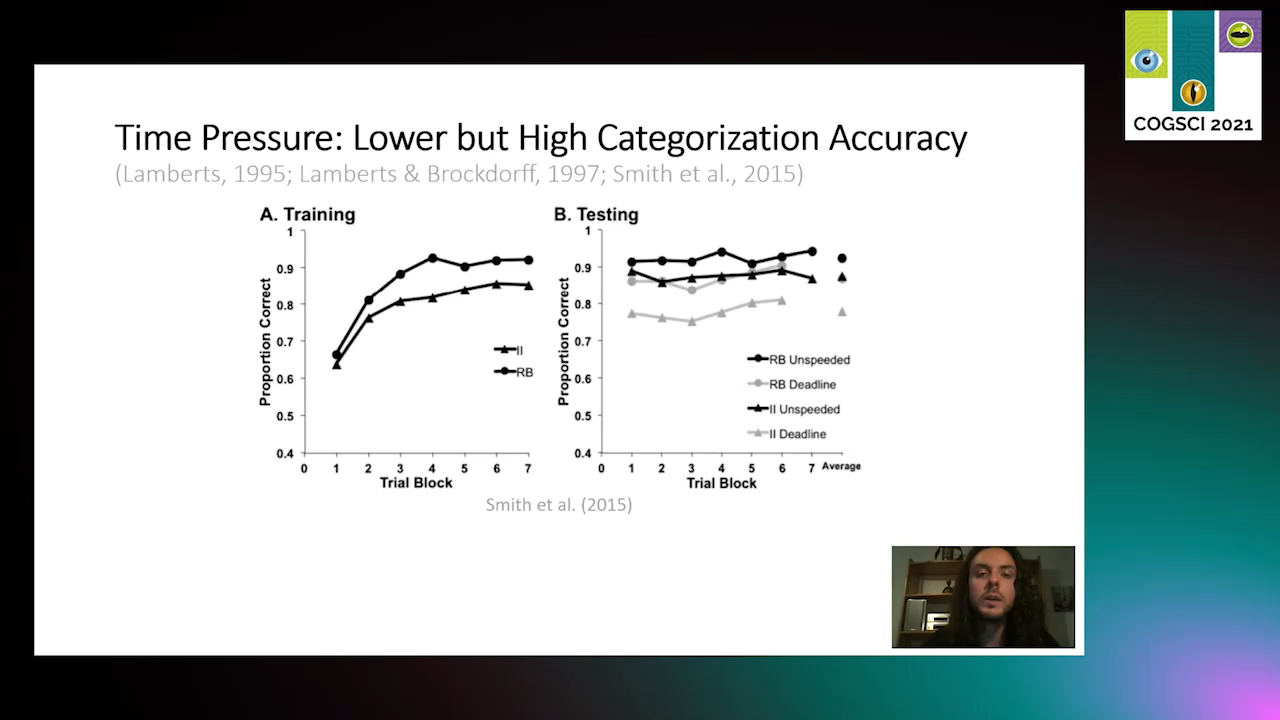 COGSCI 2021
Time Pressure: Lower but High Categorization Accuracy
(Lamberts, 1995; Lamberts & Brockdorff, 1997; Smith et al., 2015)
A. Training
1
0.9
0.8
0.7
0.6
0.5
0.4
Proportion Correct
II
RB
0 1 2 3 4 5 6 7
Trial Block
B. Testing
1
0.9
0.8
0.7
0.6
0.5
0.4
Proportion Correct
RB Unspeeded
RB Deadline
II Unspeeded
II Deadline
0 1 2 3 4 5 6 7 Average
Trial Block
Smith et al. (2015)